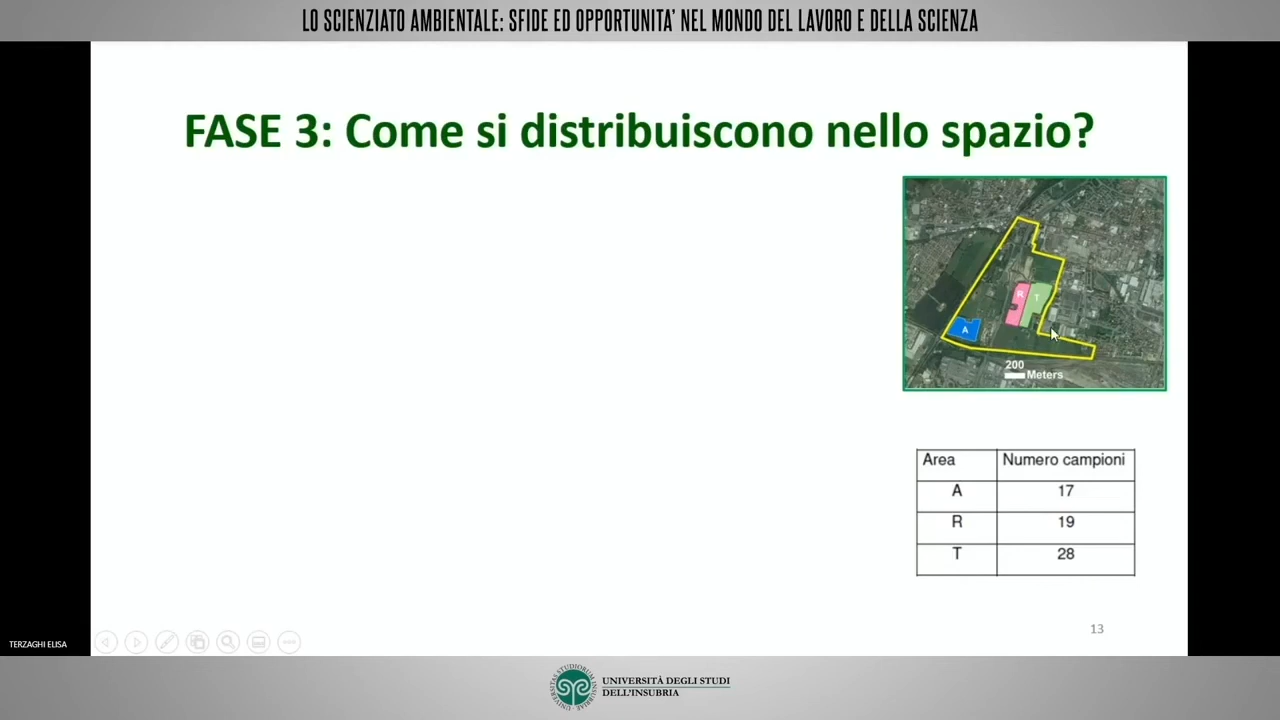 LO SCIENZIATO AMBIENTALE: SFIDE ED OPPORTUNITA' NEL MONDO DEL LAVORO E DELLA SCIENZA
FASE 3: Come si distribuiscono nello spazio?
R T
A
200
Meters
Area Numero campioni
A 17
R 19
T 28
13
TERZAGHI ELISA
UNIVERSITÀ DEGLI STUDI
DELL'INSUBRIA